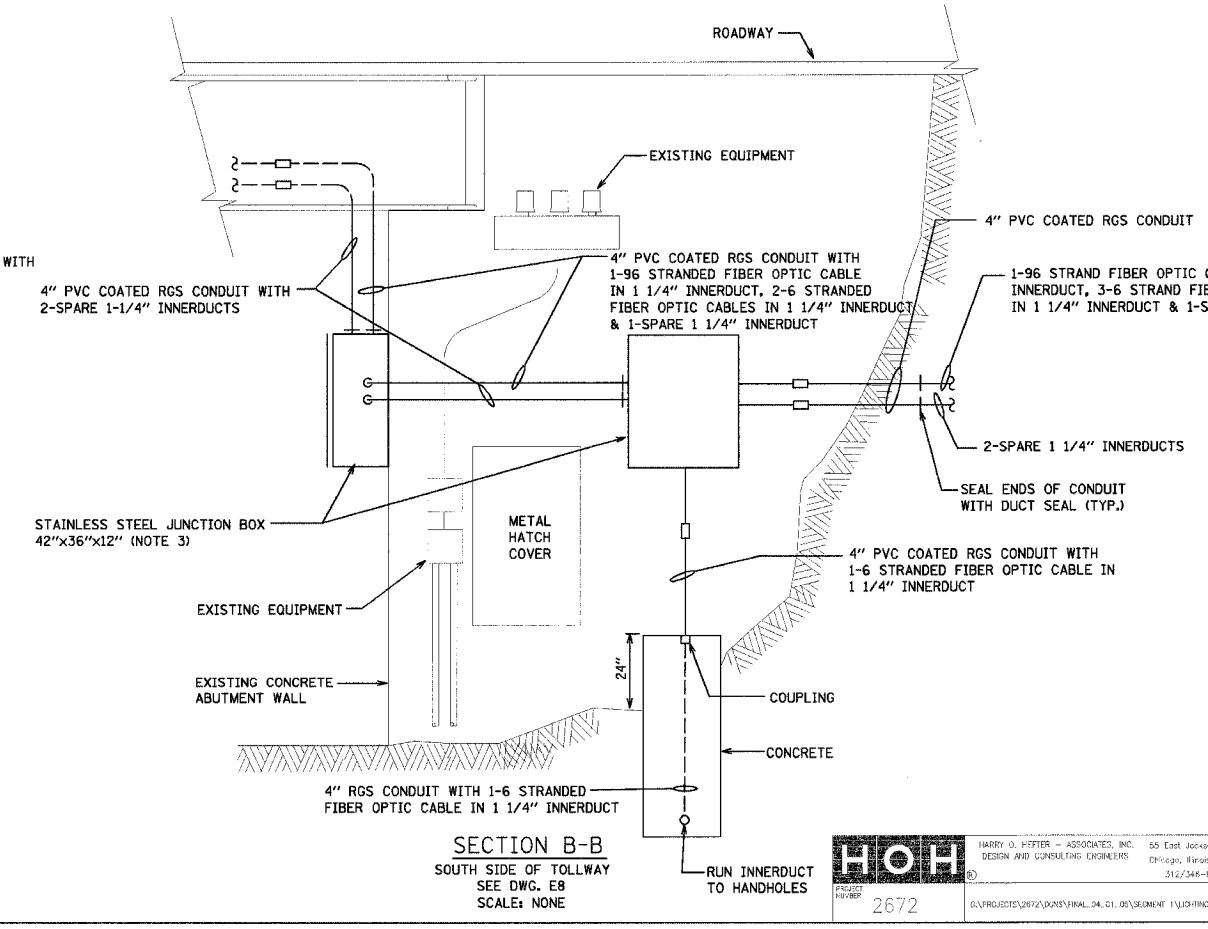 ROADWAY
EXISTING EQUIPMENT
4" PVC COATED RGS CONDUIT
WITH
4" PVC COATED RGS CONDUIT WITH
2-SPARE 1-1/4" INNERDUCTS
4" PVC COATED RGS CONDUIT WITH
1-96 STRANDED FIBER OPTIC CABLE
IN 1 1/4" INNERDUCT, 2-6 STRANDED
FIBER OPTIC CABLES IN 1 1/4" INNERDUCT
& 1-SPARE 1 1/4" INNERDUCT
1-96 STRAND FIBER OPTIC
INNERDUCT, 3-6 STRAND
IN 1 1/4" INNERDUCT &
2-SPARE 1 1/4" INNERDUCTS
SEAL ENDS OF CONDUIT
WITH DUCT SEAL (TYP.)
STAINLESS STEEL JUNCTION BOX
42"x36"x12" (NOTE 3)
METAL
HATCH
COVER
4" PVC COATED RGS CONDUIT WITH
1-6 STRANDED FIBER OPTIC CABLE IN
1 1/4" INNERDUCT
EXISTING EQUIPMENT
24"
EXISTING CONCRETE
ABUTMENT WALL
COUPLING
CONCRETE
4" RGS CONDUIT WITH 1-6 STRANDED
FIBER OPTIC CABLE IN 1 1/4" INNERDUCT
SECTION B-B
SOUTH SIDE OF TOLLWAY
SEE DWG. E8
SCALE: NONE
RUN INNERDUCT
TO HANDHOLES
HOH
®
HARRY O. HEFTER - ASSOCIATES, INC.
DESIGN AND CONSULTING ENGINEERS
55 East
Chicago, Illinois
312/346-
PROJECT
NUMBER
2672